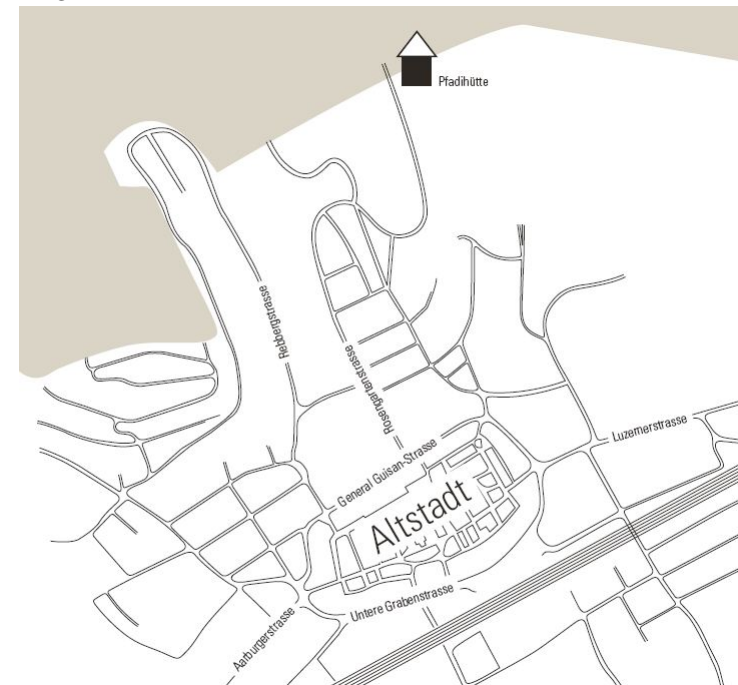 Pfadihütte
Rebbergstrasse
Rosengartenstrasse
Luzernerstrasse
General Guisan-Strasse
Altstadt
Untere Grabenstrasse
Aarburgerstrasse